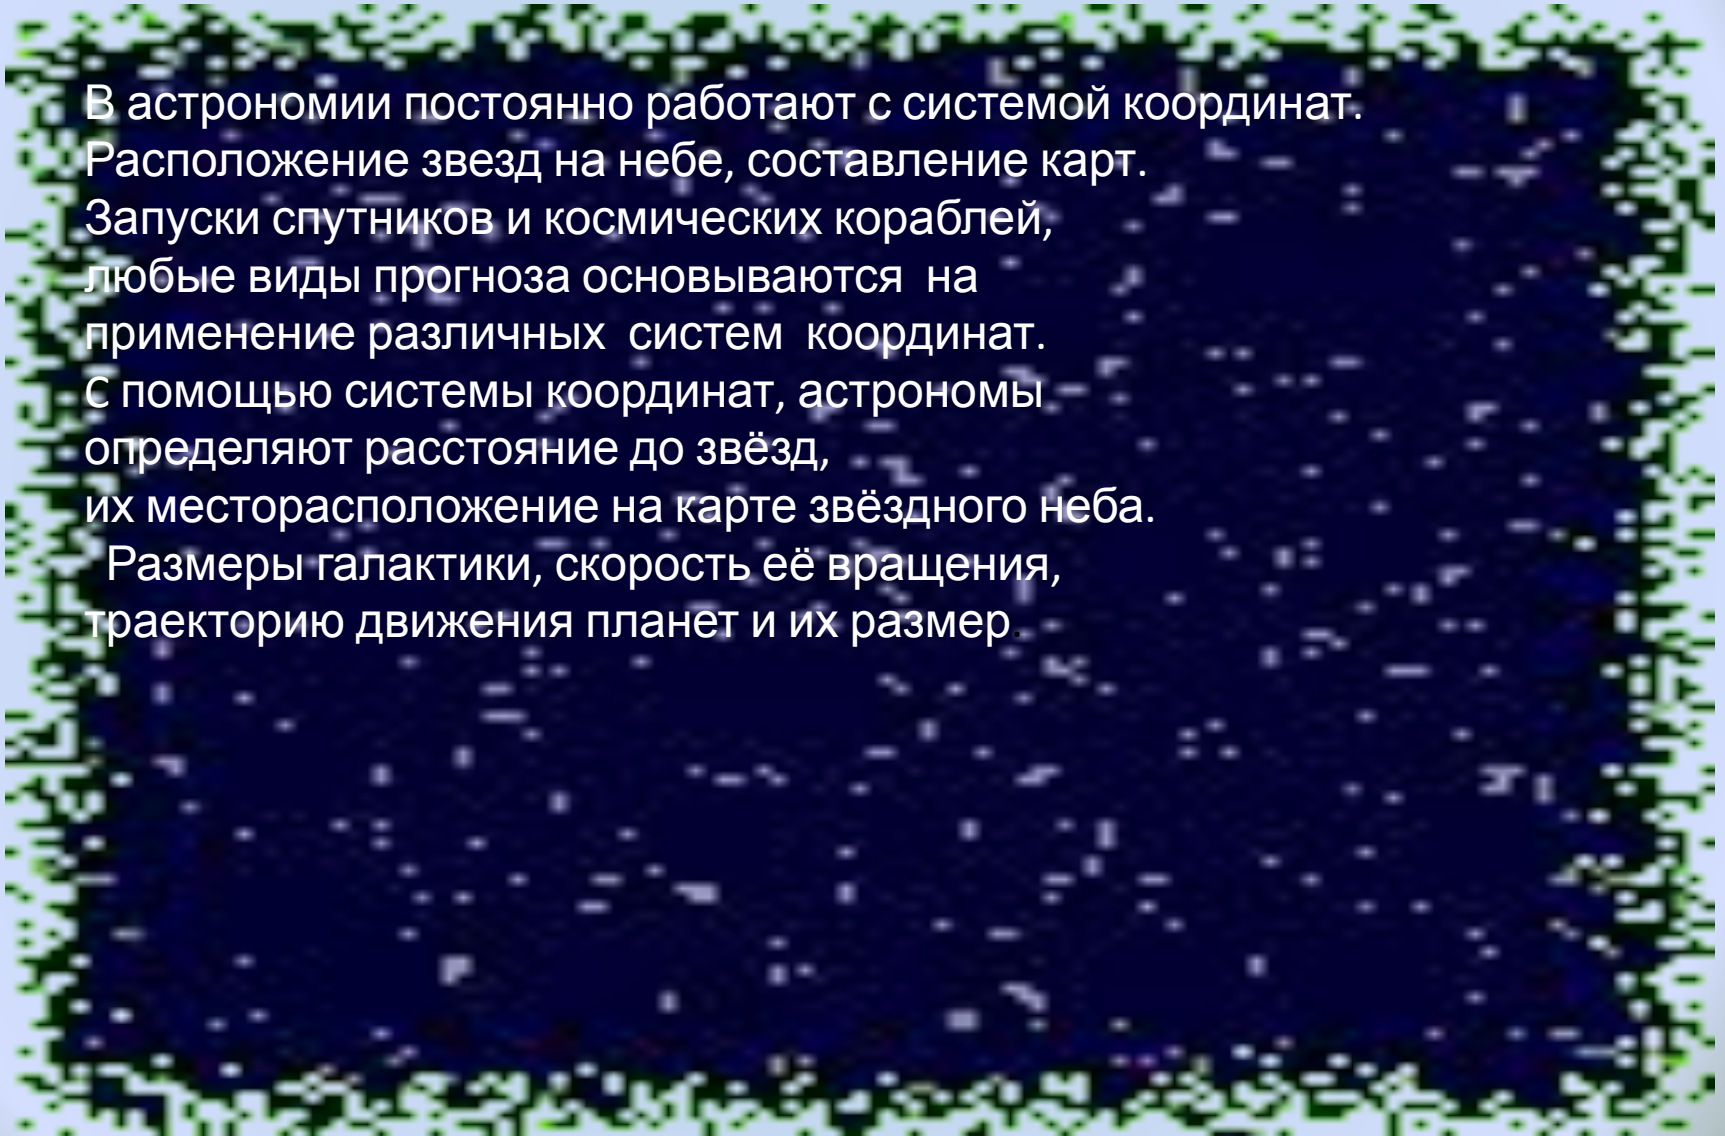 В астрономии постоянно работают с системой координат.
Расположение звезд на небе, составление карт.
Запуски спутников и космических кораблей,
любые виды прогноза основываются  на
применение различных  систем  координат.
С помощью системы координат, астрономы
определяют расстояние до звёзд,
их месторасположение на карте звёздного неба.
Размеры галактики, скорость её вращения,
траекторию движения планет и их размер.